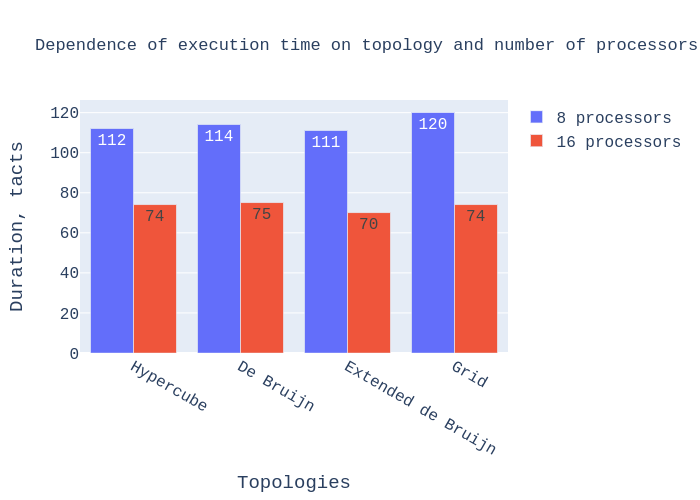 Dependence of execution time on topology and number of processors
Duration, tacts
120
100
80
60
40
20
0
112
74
114
75
111
70
120
74
8 processors
16 processors
Hypercube
De Bruijn
Extended de Bruijn
Grid
Topologies